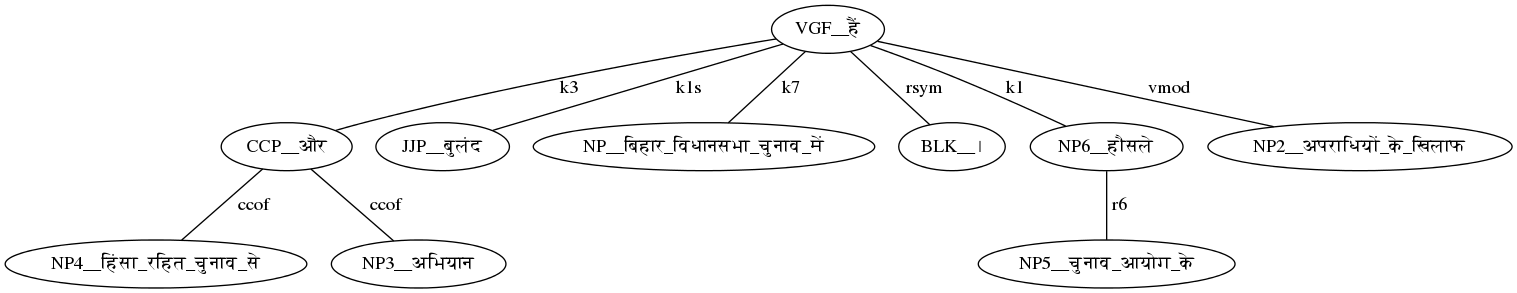 VGF__हैं
k3 k1s k7 rsym k1 vmod
CCP__और JJP__बुलंद NP__बिहार_विधानसभा_चुनाव_में BLK__। NP6__हौसले NP2__अपराधियों_के_खिलाफ
ccof ccof r6
NP4__हिंसा_रहित_चुनाव_से NP3__अभियान NP5__चुनाव_आयोग_के